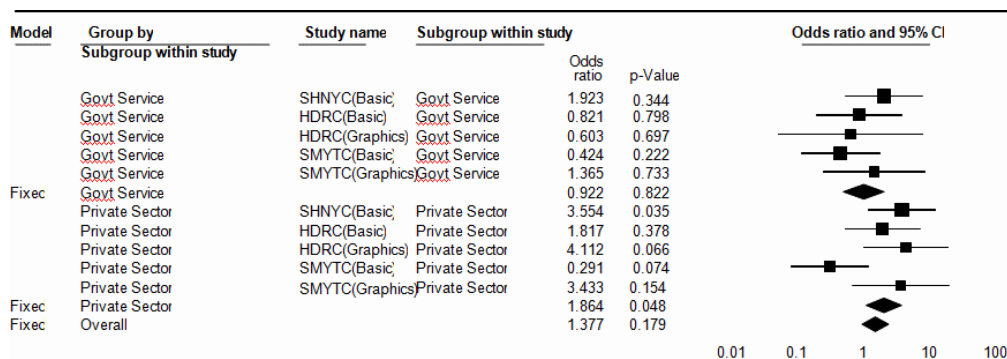 Model Group by Study name Subgroup within study Odds ratio and 95% CI
Subgroup within study
Odds
ratio p-Value
Govt Service SHNYC(Basic) Govt Service 1.923 0.344
Govt Service HDRC(Basic) Govt Service 0.821 0.798
Govt Service HDRC(Graphics) Govt Service 0.603 0.697
Govt Service SMYTC(Basic) Govt Service 0.424 0.222
Govt Service SMYTC(Graphics) Govt Service 1.365 0.733
Fixec Govt Service 0.922 0.822
Private Sector SHNYC(Basic) Private Sector 3.554 0.035
Private Sector HDRC(Basic) Private Sector 1.817 0.378
Private Sector HDRC(Graphics) Private Sector 4.112 0.066
Private Sector SMYTC(Basic) Private Sector 0.291 0.074
Private Sector SMYTC(Graphics) Private Sector 3.433 0.154
Fixec Private Sector 1.864 0.048
Fixec Overall 1.377 0.179
0.01 0.1 1 10 100